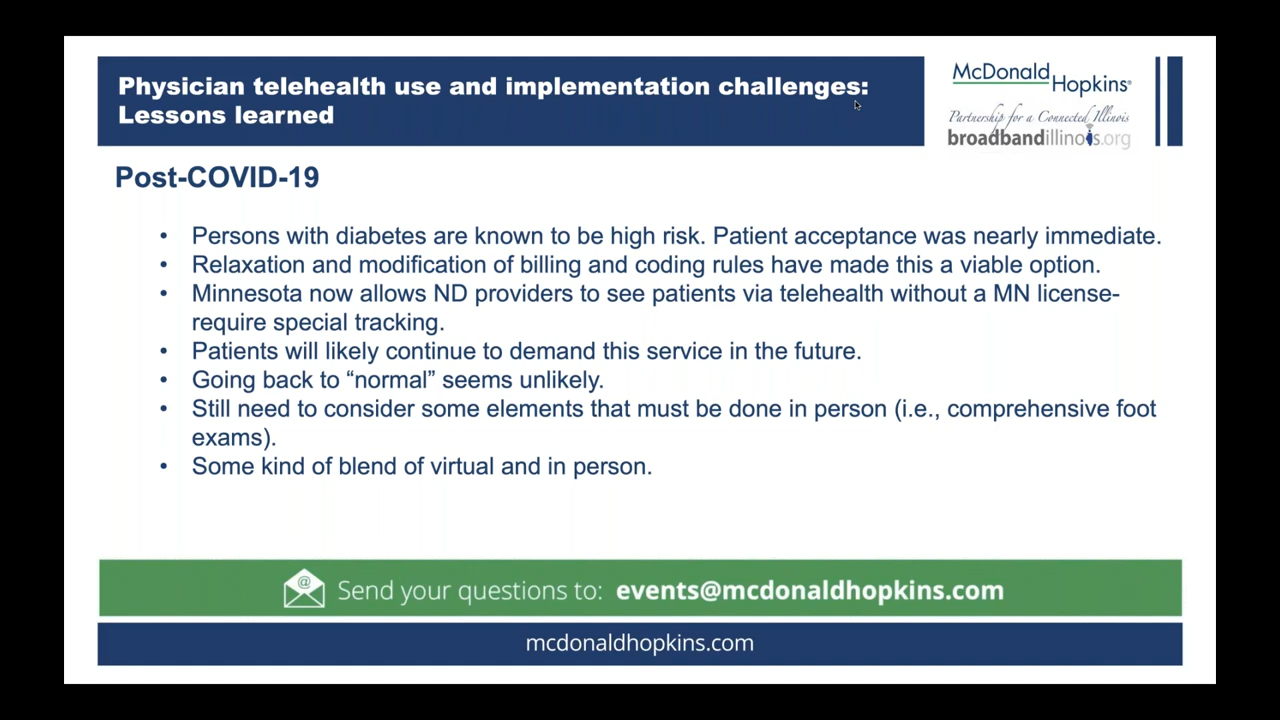 Physician telehealth use and implementation challenges:
Lessons learned
McDonald
Hopkins®
Partnership for a Connected Illinois
broadbandillinois.org
Post-COVID-19
• Persons with diabetes are known to be high risk. Patient acceptance was nearly immediate.
• Relaxation and modification of billing and coding rules have made this a viable option.
• Minnesota now allows ND providers to see patients via telehealth without a MN license-
require special tracking.
• Patients will likely continue to demand this service in the future.
• Going back to “normal” seems unlikely.
• Still need to consider some elements that must be done in person (i.e., comprehensive foot
exams).
• Some kind of blend of virtual and in person.
@ Send your questions to: events@mcdonaldhopkins.com
mcdonaldhopkins.com